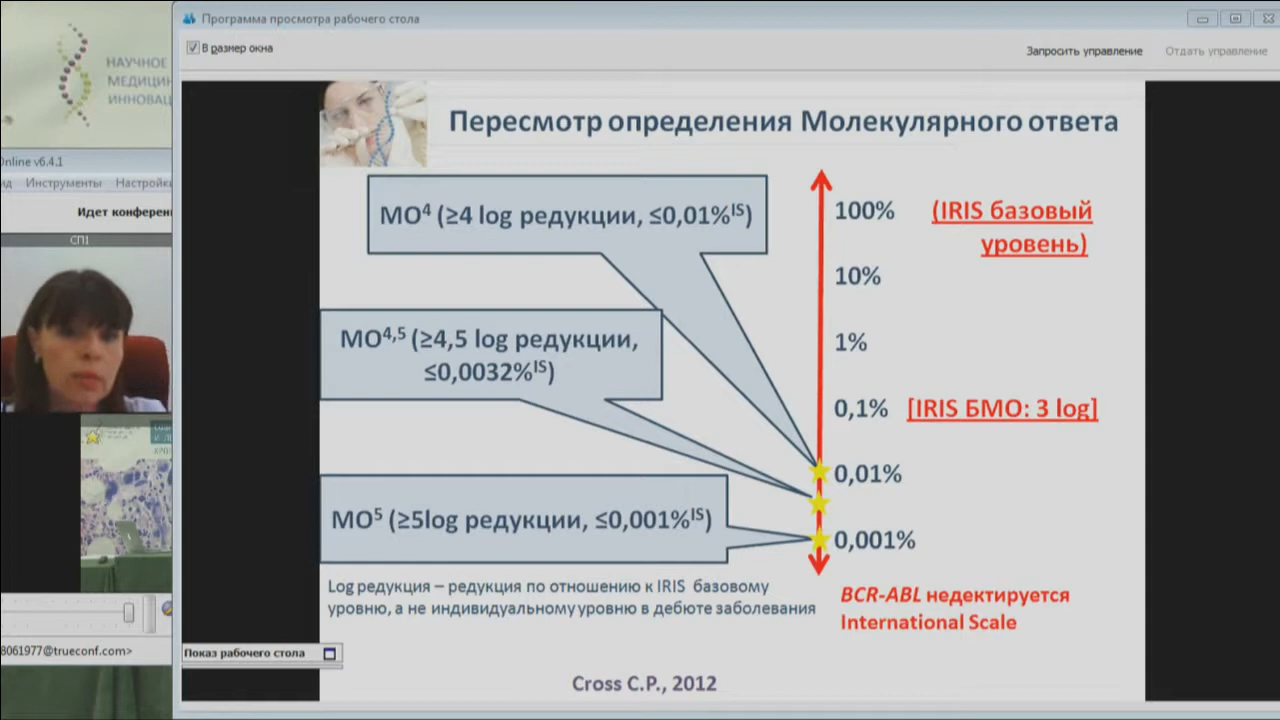 Программа просмотра рабочего стола
В размер окна
Запросить управление
Отдать управление
НАУЧНОЕ
МЕДИЦИН
ИННОВАЦ
Online v6.4.1
ид Инструменты Настройки
Идет конферен
СП1
Пересмотр определения Молекулярного ответа
МО⁴ (≥4 log редукции, ≤0,01%ᴵˢ)
МО⁴,⁵ (≥4,5 log редукции,
≤0,0032%ᴵˢ)
МО⁵ (≥5log редукции, ≤0,001%ᴵˢ)
100%
(IRIS базовый
уровень)
10%
1%
0,1%
[IRIS БМО: 3 log]
0,01%
0,001%
Log редукция – редукция по отношению к IRIS базовому
уровню, а не индивидуальному уровню в дебюте заболевания
BCR-ABL недектируется
International Scale
8061977@trueconf.com>
Показ рабочего стола
Cross C.P., 2012